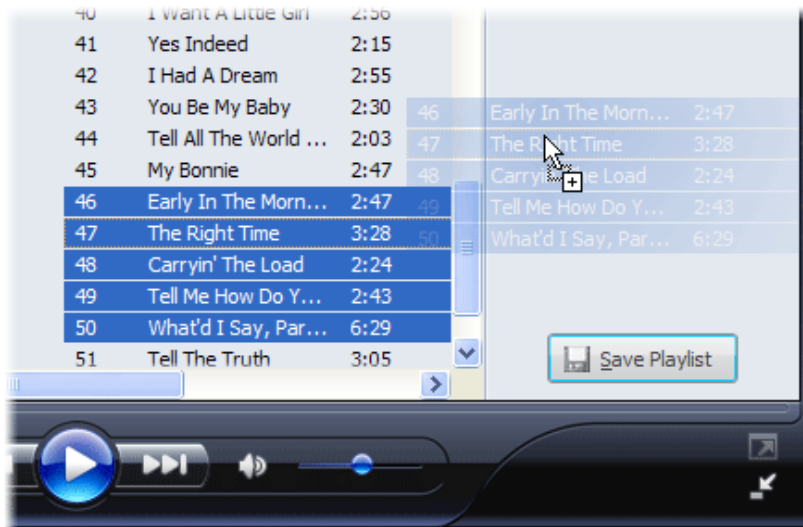 40 I Want A Little Girl 2:56
41 Yes Indeed 2:15
42 I Had A Dream 2:55
43 You Be My Baby 2:30
44 Tell All The World ... 2:03
45 My Bonnie 2:47
46 Early In The Morn... 2:47
47 The Right Time 3:28
48 Carryin' The Load 2:24
49 Tell Me How Do Y... 2:43
50 What'd I Say, Par... 6:29
51 Tell The Truth 3:05
46 Early In The Morn... 2:47
47 The Right Time 3:28
48 Carryin' The Load 2:24
49 Tell Me How Do Y... 2:43
50 What'd I Say, Par... 6:29
Save Playlist